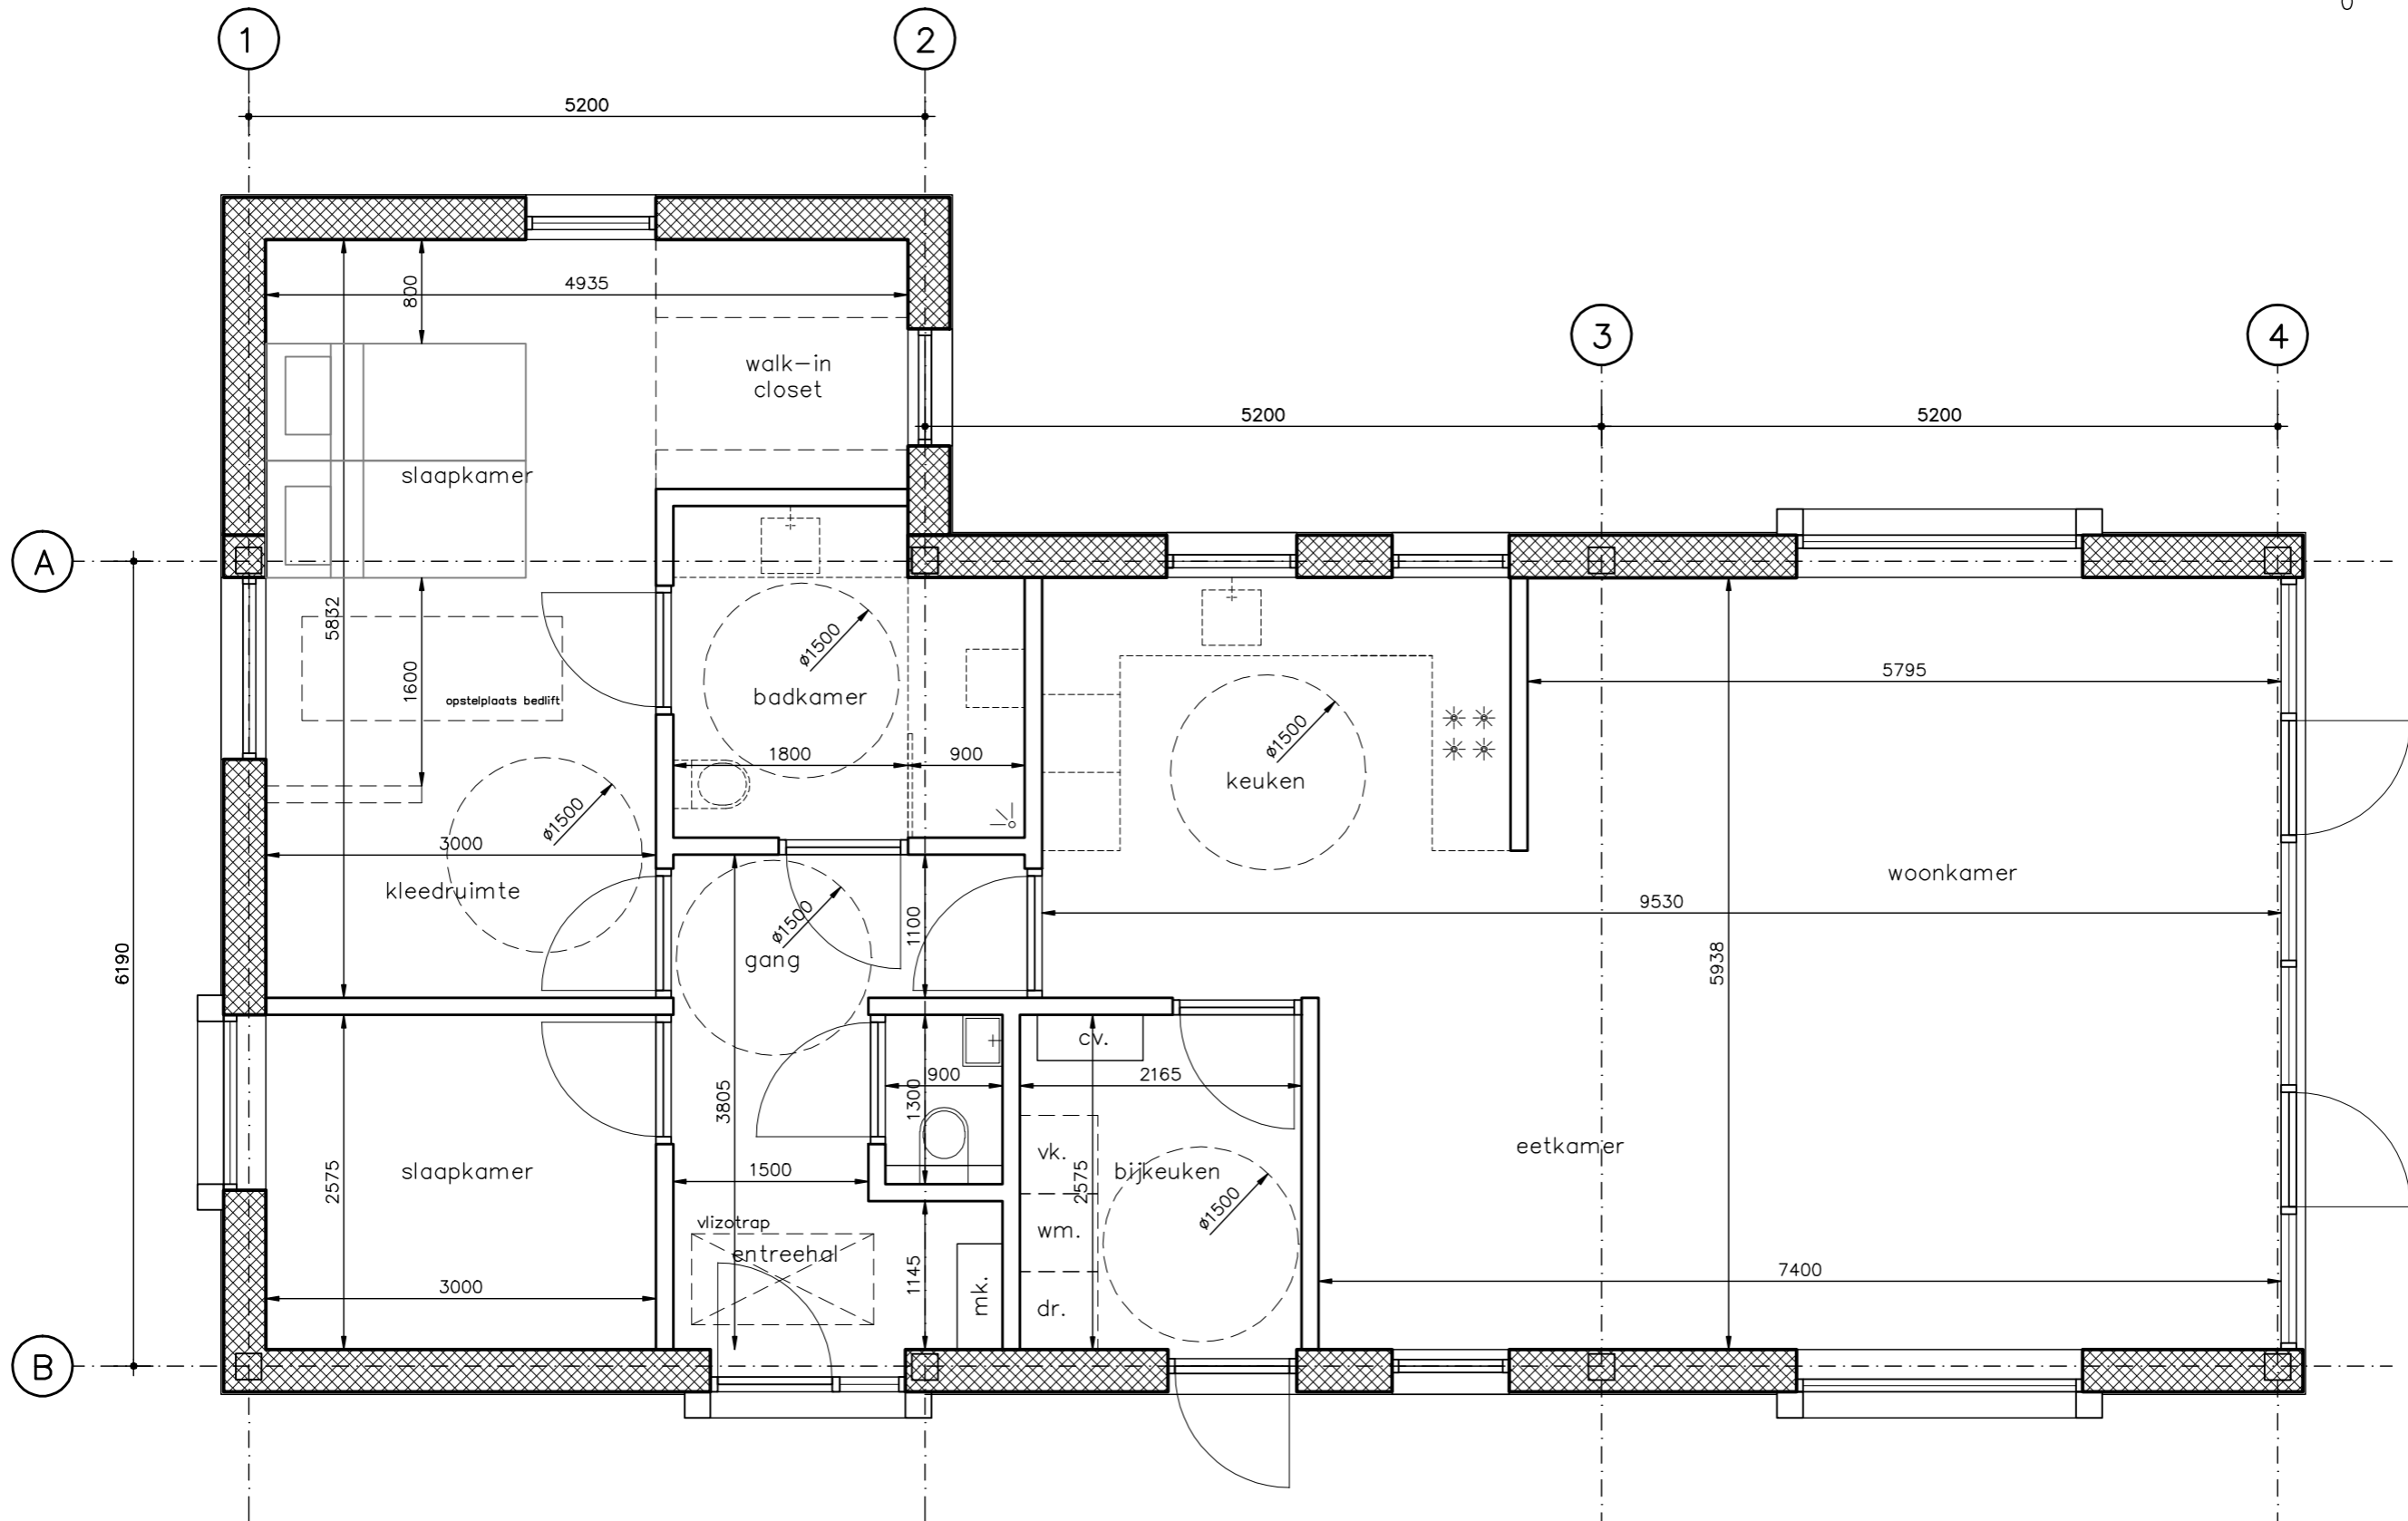 0
1
2
5200
4935
800
walk-in
closet
3
4
5200
5200
slaapkamer
A
5832
1600
opstelplaats bedlift
ø1500
badkamer
1800
900
ø1500
keuken
5795
ø1500
3000
kleedruimte
ø1500
gang
1100
woonkamer
9530
6190
5938
cv.
900
2165
1300
3805
2575
slaapkamer
1500
vk.
2575
bijkeuken
ø1500
eetkamer
vlizotrap
entreehal
wm.
1145
mk.
dr.
3000
7400
B